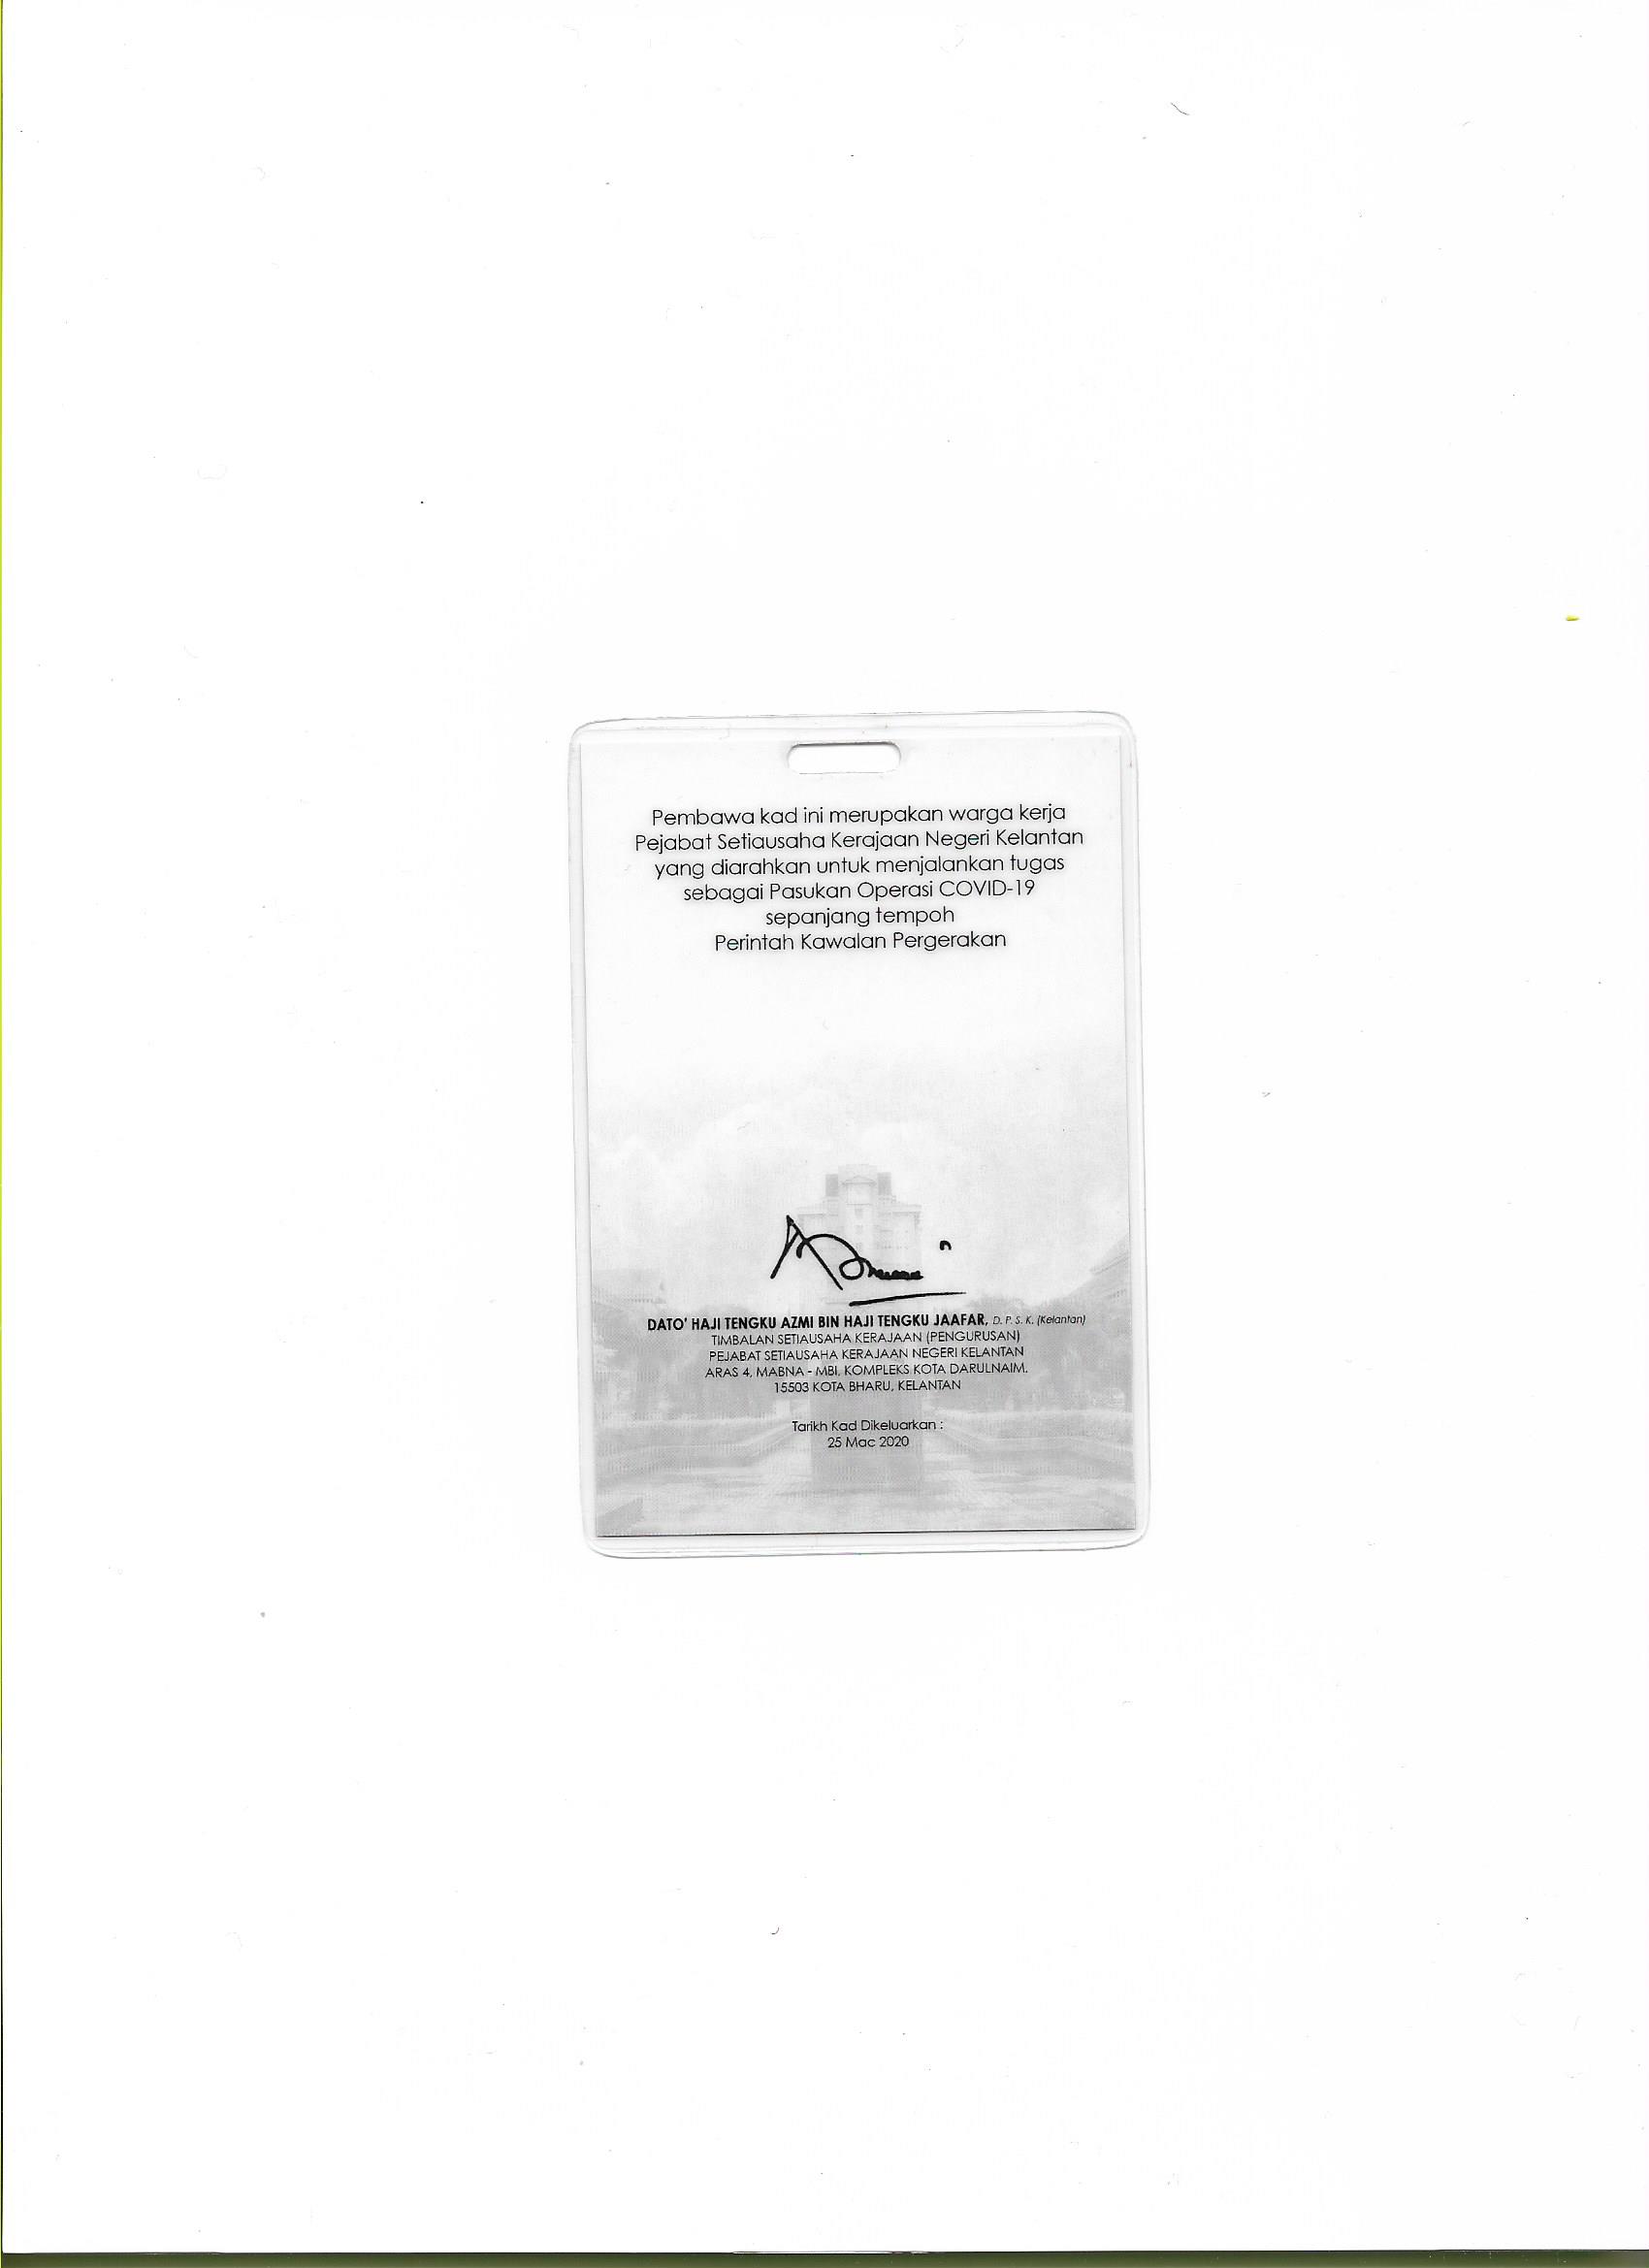 Pembawa kad ini merupakan warga kerja
Pejabat Setiausaha Kerajaan Negeri Kelantan
yang diarahkan untuk menjalankan tugas
sebagai Pasukan Operasi COVID-19
sepanjang tempoh
Perintah Kawalan Pergerakan
DATO' HAJI TENGKU AZMI BIN HAJI TENGKU JAAFAR, D. P. S. K. (Kelantan)
TIMBALAN SETIAUSAHA KERAJAAN (PENGURUSAN)
PEJABAT SETIAUSAHA KERAJAAN NEGERI KELANTAN
ARAS 4, MABNA - MBI, KOMPLEKS KOTA DARULNAIM.
15503 KOTA BHARU, KELANTAN
Tarikh Kad Dikeluarkan :
25 Mac 2020